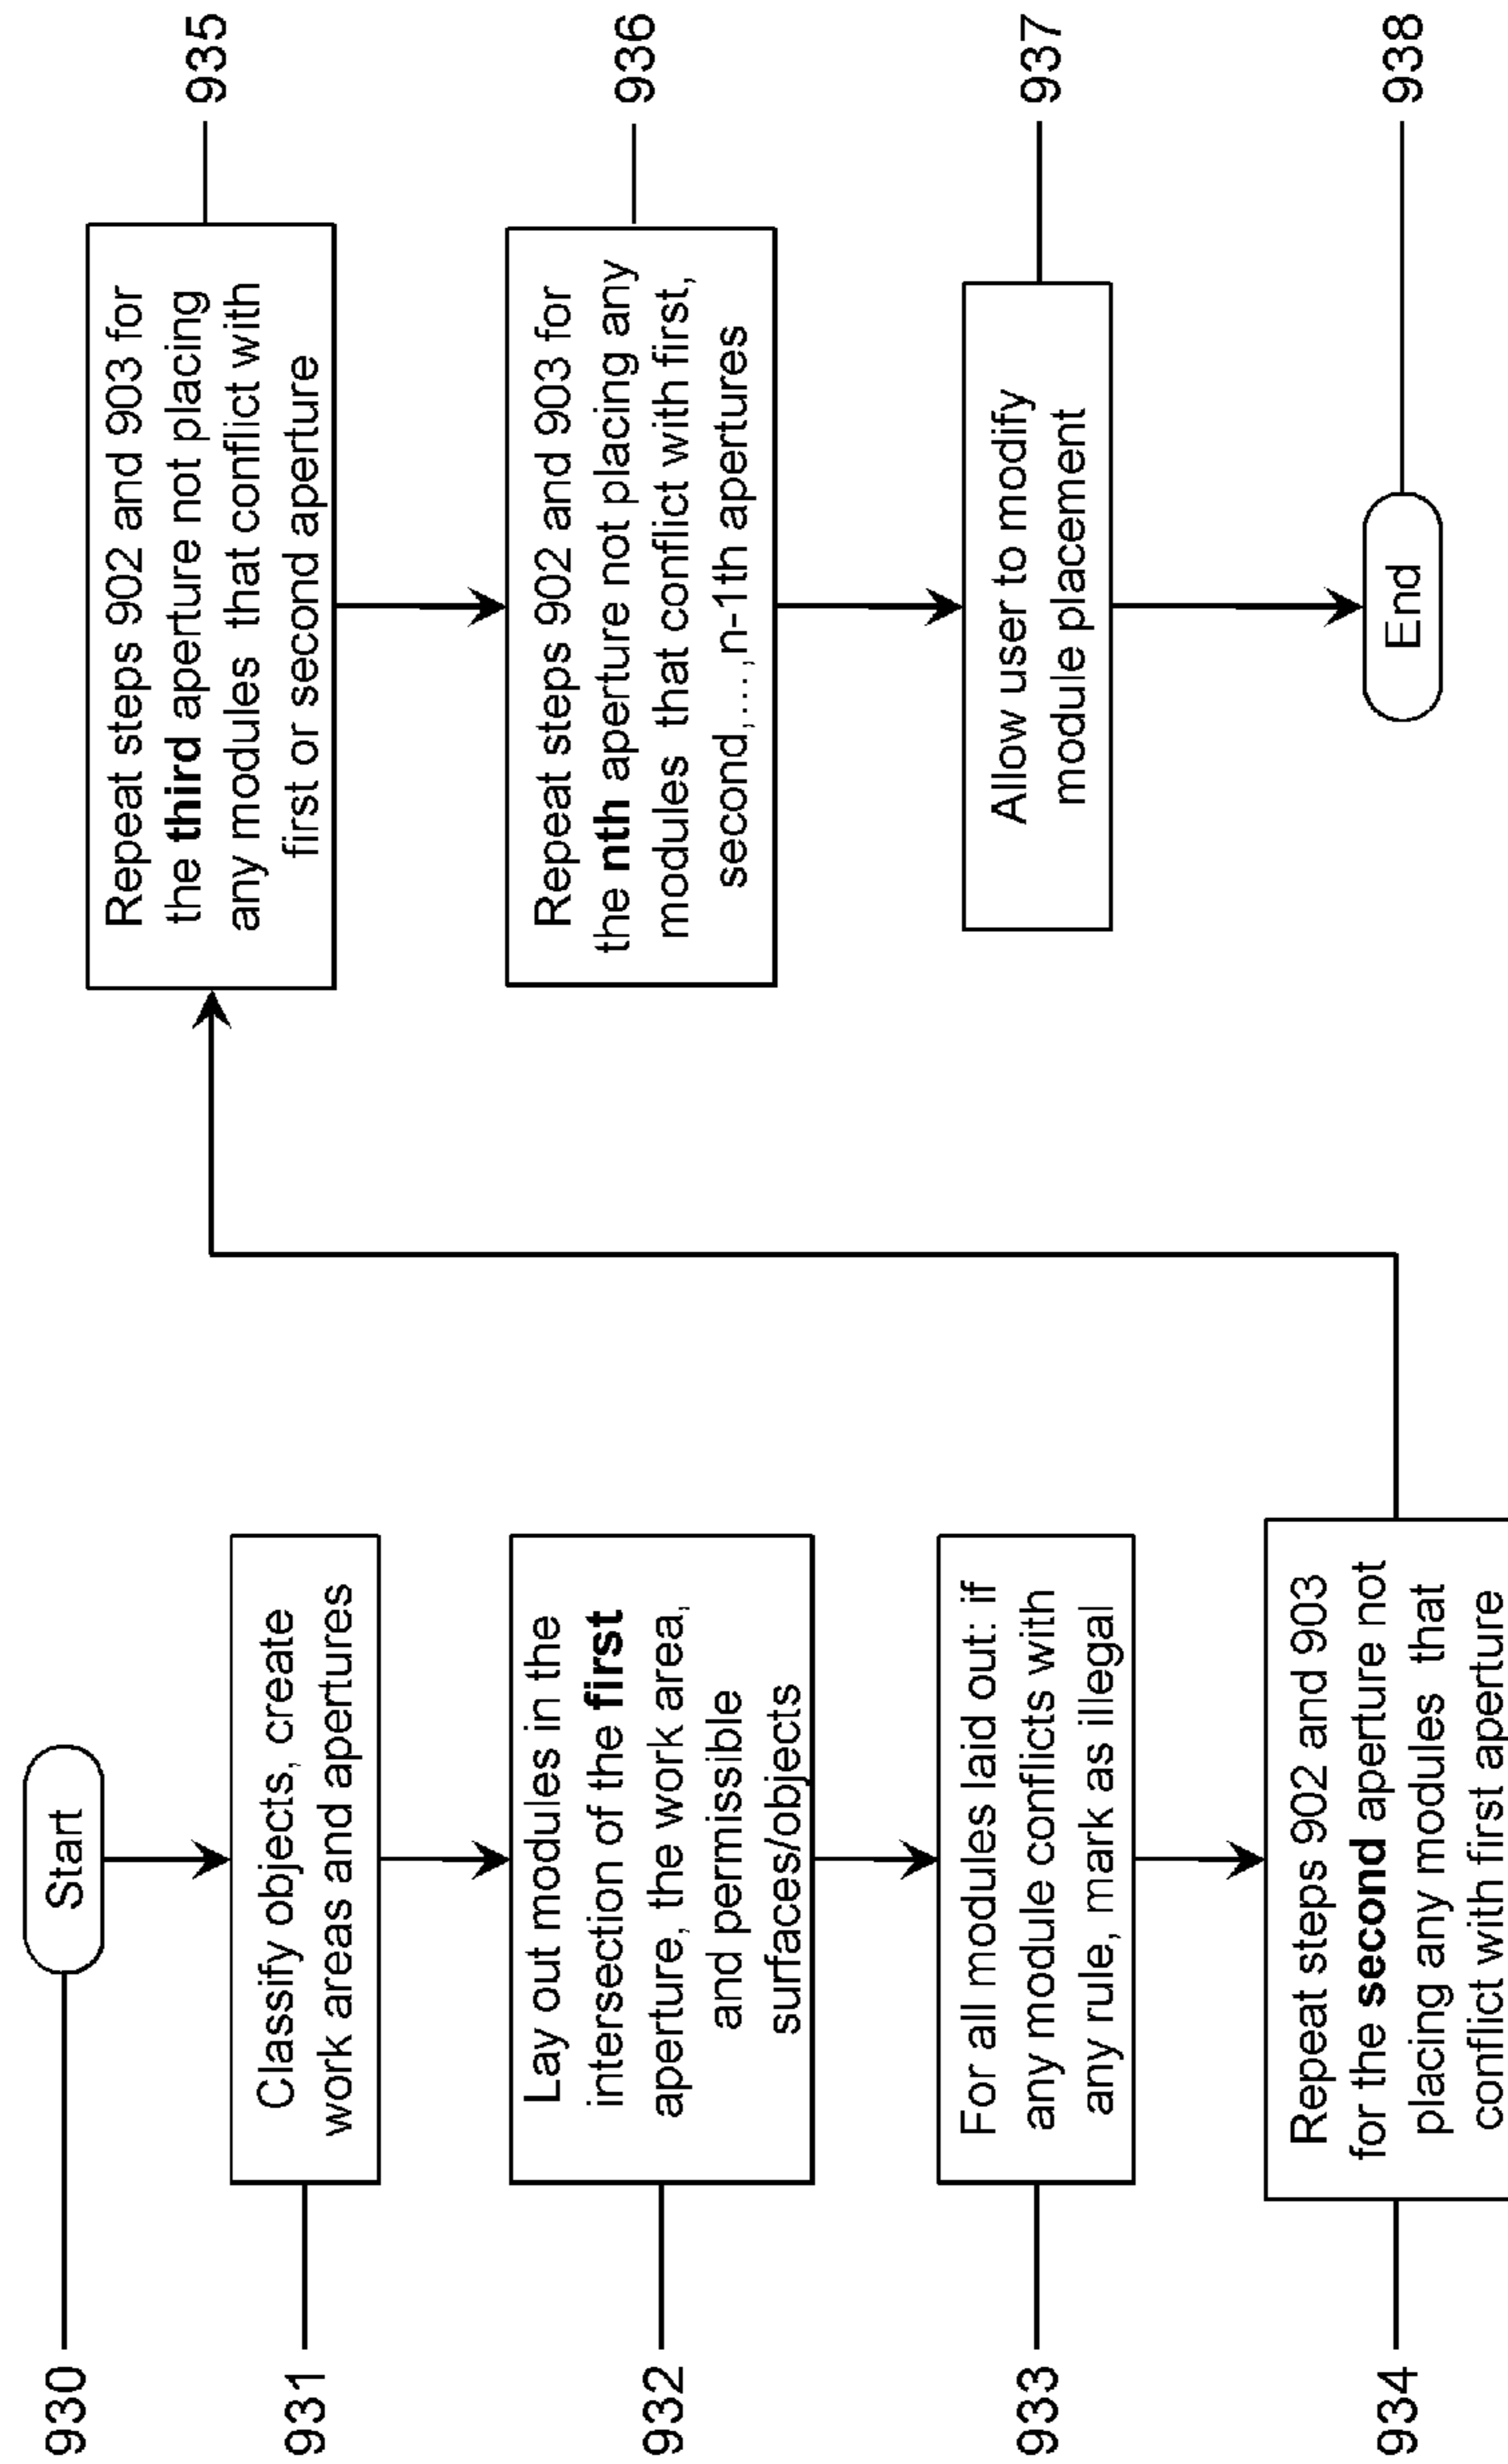 930
Start
931
Classify objects, create
work areas and apertures
932
Lay out modules in the
intersection of the first
aperture, the work area,
and permissible
surfaces/objects
933
For all modules laid out: if
any module conflicts with
any rule, mark as illegal
934
Repeat steps 902 and 903
for the second aperture not
placing any modules that
conflict with first aperture
Repeat steps 902 and 903 for
the third aperture not placing
any modules that conflict with
first or second aperture
935
Repeat steps 902 and 903 for
the nth aperture not placing any
modules that conflict with first,
second,...,n-1th apertures
936
Allow user to modify
module placement
937
End
938